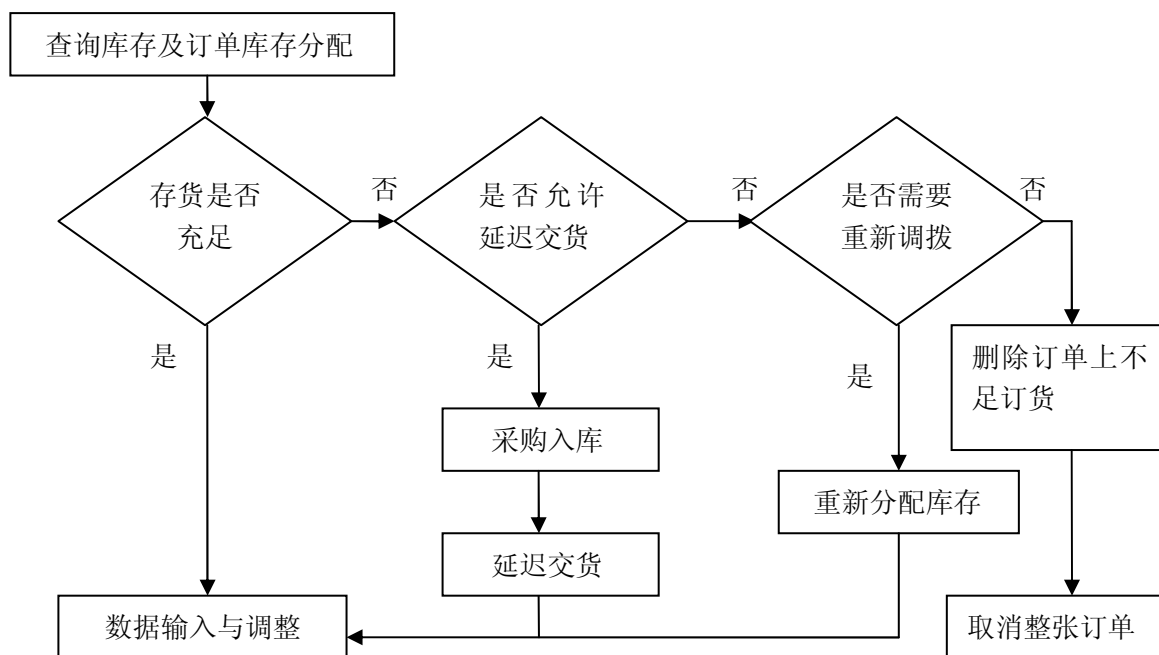 查询库存及订单库存分配
存货是否
充足
否
是否允许
延迟交货
否
是否需要
重新调拨
否
是
是
是
删除订单上不
足订货
采购入库
重新分配库存
延迟交货
数据输入与调整
取消整张订单